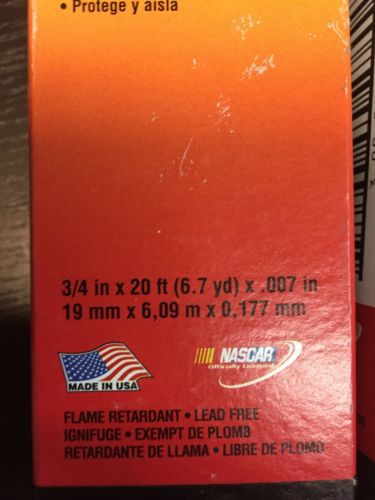 • Protege y aisla
3/4 in x 20 ft (6.7 yd) x .007 in
19 mm x 6,09 m x 0,177 mm
MADE IN USA
NASCAR
Officially Licensed
FLAME RETARDANT • LEAD FREE
IGNIFUGE • EXEMPT DE PLOMB
RETARDANTE DE LLAMA • LIBRE DE PLOMO